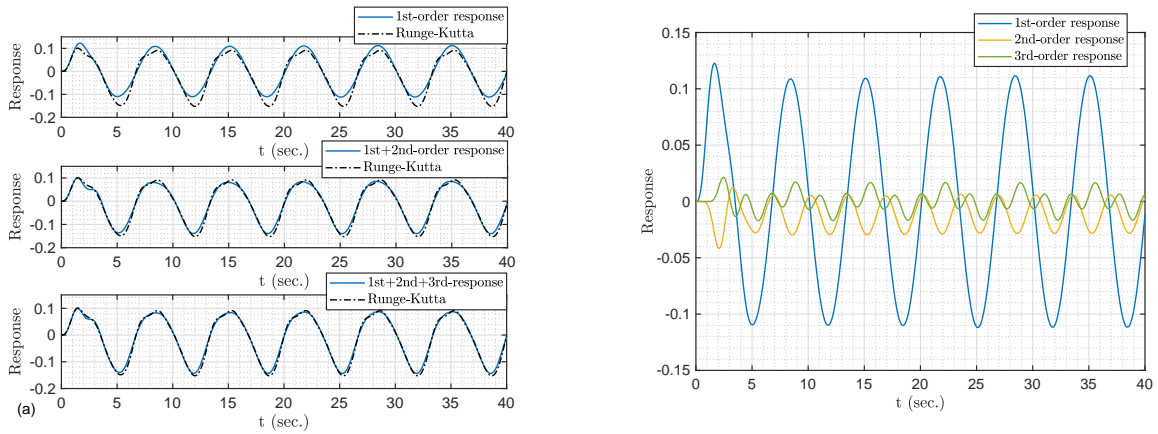 1st-order response
Runge-Kutta
0.1
0
-0.1
-0.2
Response
0 5 10 15 20 25 30 35 40
t (sec.)
1st+2nd-order response
Runge-Kutta
0.1
0
-0.1
-0.2
Response
0 5 10 15 20 25 30 35 40
t (sec.)
1st+2nd+3rd-response
Runge-Kutta
0.1
0
-0.1
-0.2
Response
0 5 10 15 20 25 30 35 40
t (sec.)
(a)
1st-order response
2nd-order response
3rd-order response
0.15
0.1
0.05
0
-0.05
-0.1
-0.15
Response
0 5 10 15 20 25 30 35 40
t (sec.)